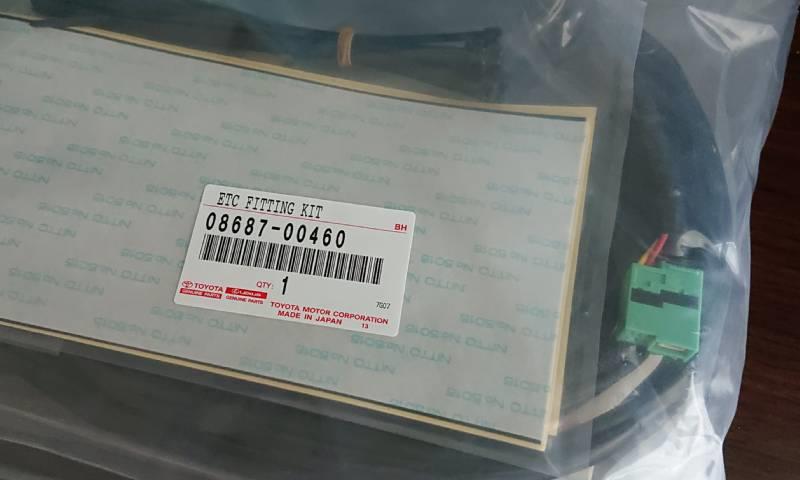 ETC FITTING KIT
BH
08687-00460
TOYOTA
GENUINE PARTS
LEXUS
GENUINE PARTS
QTY: 1
7G07
TOYOTA MOTOR CORPORATION
MADE IN JAPAN 13
NITTO No.5015